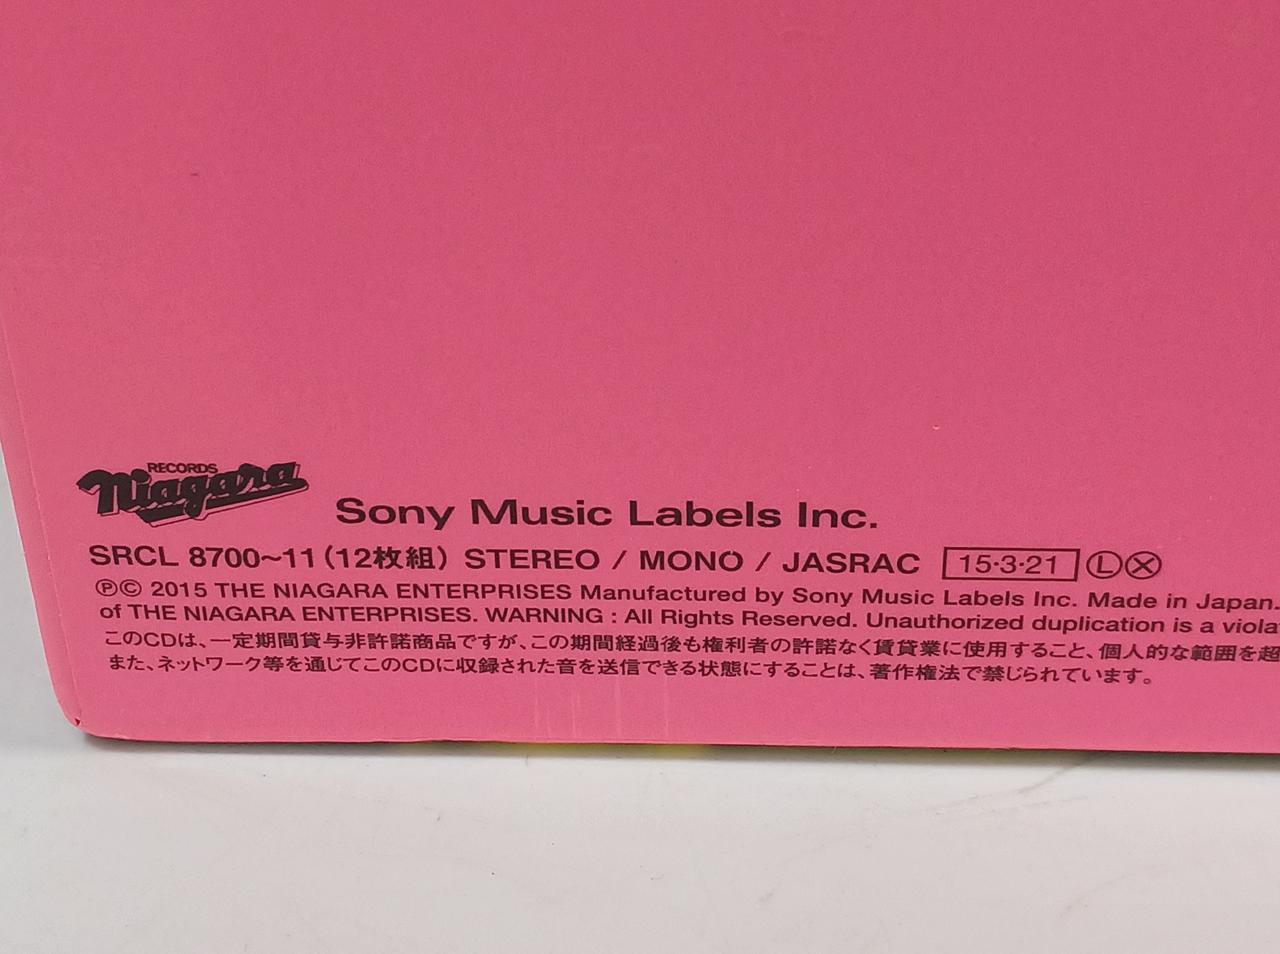 RECORDS
Niagara
Sony Music Labels Inc.
SRCL 8700~11（12枚組） STEREO / MONO / JASRAC 15·3·21 Ⓛ Ⓧ
℗© 2015 THE NIAGARA ENTERPRISES Manufactured by Sony Music Labels Inc. Made in Japan.
of THE NIAGARA ENTERPRISES. WARNING : All Rights Reserved. Unauthorized duplication is a
このCDは、一定期間貸与非許諾商品ですが、この期間経過後も権利者の許諾なく賃貸業に使用すること、個人的な範囲を超
また、ネットワーク等を通じてこのCDに収録された音を送信できる状態にすることは、著作権法で禁じられています。